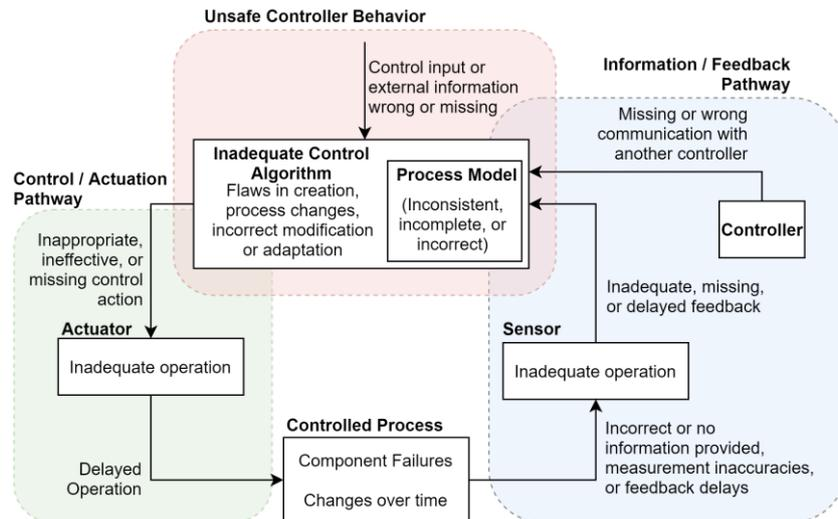 Unsafe Controller Behavior
Control input or
external information
wrong or missing
Information / Feedback
Pathway
Missing or wrong
communication with
another controller
Inadequate Control
Algorithm
Flaws in creation,
process changes,
incorrect modification
or adaptation
Process Model
(Inconsistent,
incomplete, or
incorrect)
Controller
Control / Actuation
Pathway
Inappropriate,
ineffective, or
missing control
action
Inadequate, missing,
or delayed feedback
Actuator
Inadequate operation
Sensor
Inadequate operation
Controlled Process
Component Failures
Changes over time
Delayed
Operation
Incorrect or no
information provided,
measurement inaccuracies,
or feedback delays